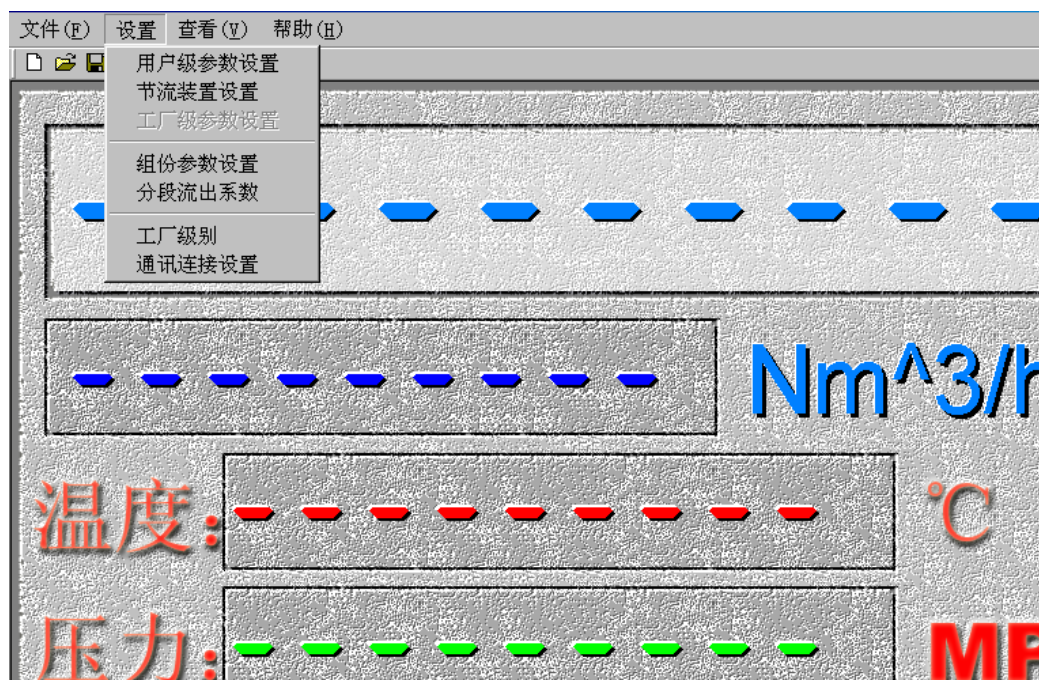 文件(F) 设置 查看(V) 帮助(H)
用户级参数设置
节流装置设置
工厂级参数设置
组份参数设置
分段流出系数
工厂级别
通讯连接设置
Nm^3/h
温度: ℃
压力: MP